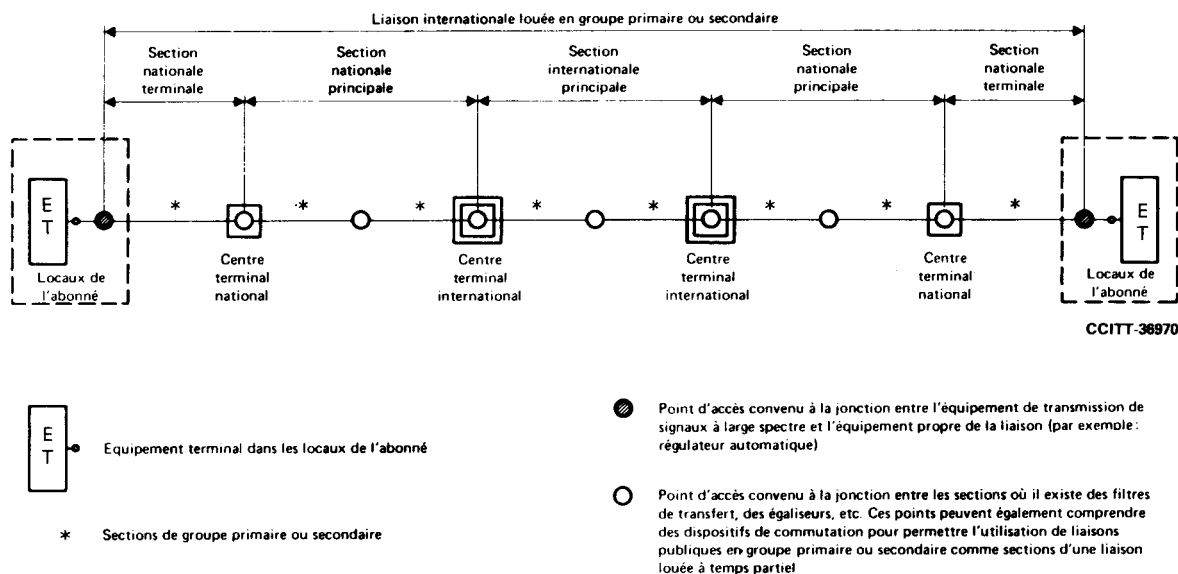 Liaison internationale louée en groupe primaire ou secondaire
Section
nationale
terminale
Section
nationale
principale
Section
internationale
principale
Section
nationale
principale
Section
nationale
terminale
E
T
* * * * * * * *
E
T
Locaux de
l'abonné
Centre
terminal
national
Centre
terminal
international
Centre
terminal
international
Centre
terminal
national
Locaux de
l'abonné
CCITT-36970
E
T
Equipement terminal dans les locaux de l'abonné
* Sections de groupe primaire ou secondaire
Point d'accès convenu à la jonction entre l'équipement de transmission de
signaux à large spectre et l'équipement propre de la liaison (par exemple:
régulateur automatique)
Point d'accès convenu à la jonction entre les sections où il existe des filtres
de transfert, des égaliseurs, etc. Ces points peuvent également comprendre
des dispositifs de commutation pour permettre l'utilisation de liaisons
publiques en groupe primaire ou secondaire comme sections d'une liaison
louée à temps partiel